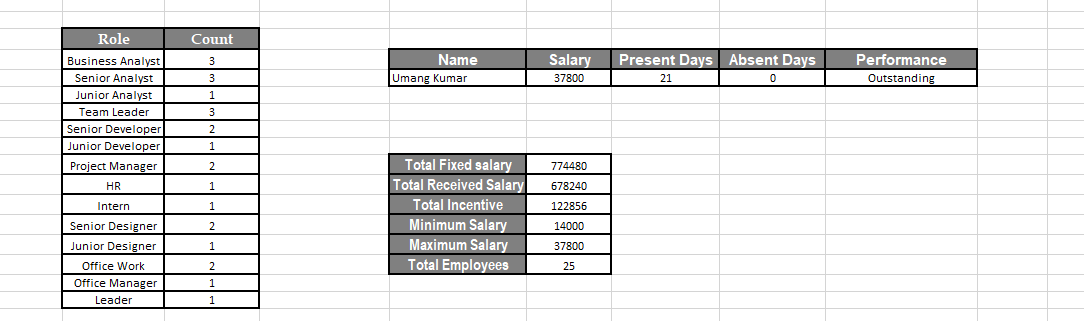 Role Count
Business Analyst 3
Senior Analyst 3
Junior Analyst 1
Team Leader 3
Senior Developer 2
Junior Developer 1
Project Manager 2
HR 1
Intern 1
Senior Designer 2
Junior Designer 1
Office Work 2
Office Manager 1
Leader 1
Name Salary Present Days Absent Days Performance
Umang Kumar 37800 21 0 Outstanding
Total Fixed salary 774480
Total Received Salary 678240
Total Incentive 122856
Minimum Salary 14000
Maximum Salary 37800
Total Employees 25